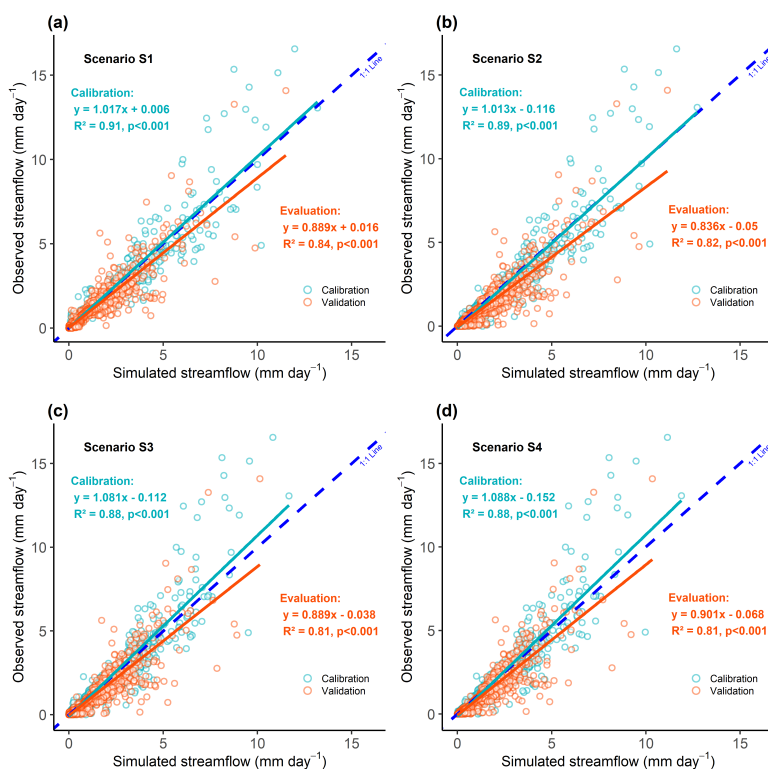 (a)
Scenario S1
1:1 Line
Calibration:
y = 1.017x + 0.006
R² = 0.91, p<0.001
Evaluation:
y = 0.889x + 0.016
R² = 0.84, p<0.001
Calibration
Validation
15
10
5
0
Observed streamflow (mm day⁻¹)
0 5 10 15
Simulated streamflow (mm day⁻¹)
(b)
Scenario S2
1:1 Line
Calibration:
y = 1.013x - 0.116
R² = 0.89, p<0.001
Evaluation:
y = 0.836x - 0.05
R² = 0.82, p<0.001
Calibration
Validation
15
10
5
0
Observed streamflow (mm day⁻¹)
0 5 10 15
Simulated streamflow (mm day⁻¹)
(c)
Scenario S3
1:1 Line
Calibration:
y = 1.081x - 0.112
R² = 0.88, p<0.001
Evaluation:
y = 0.889x - 0.038
R² = 0.81, p<0.001
Calibration
Validation
15
10
5
0
Observed streamflow (mm day⁻¹)
0 5 10 15
Simulated streamflow (mm day⁻¹)
(d)
Scenario S4
1:1 Line
Calibration:
y = 1.088x - 0.152
R² = 0.88, p<0.001
Evaluation:
y = 0.901x - 0.068
R² = 0.81, p<0.001
Calibration
Validation
15
10
5
0
Observed streamflow (mm day⁻¹)
0 5 10 15
Simulated streamflow (mm day⁻¹)